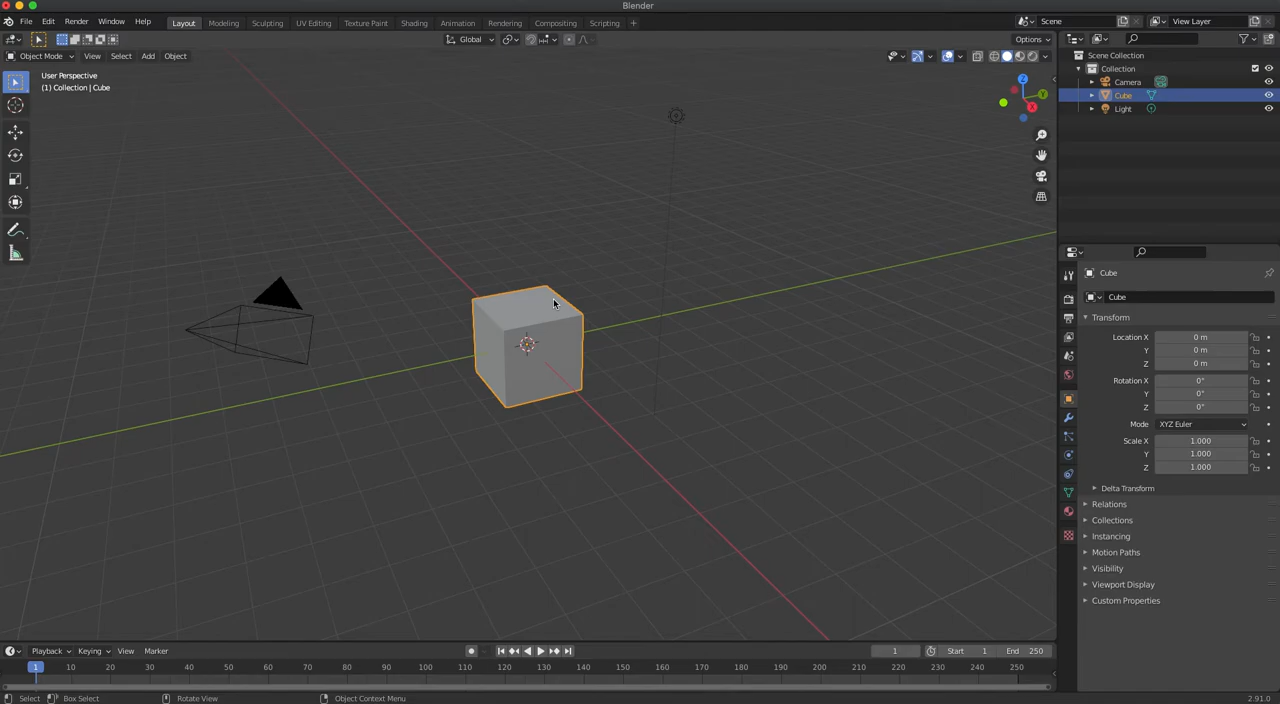 Blender
File Edit Render Window Help Layout Modeling Sculpting UV Editing Texture Paint Shading Animation Rendering Compositing Scripting + Scene View Layer
Global Options
Object Mode View Select Add Object
User Perspective
(1) Collection | Cube
Z
Y
X
Scene Collection
Collection
Camera
Cube
Light
Cube
Cube
Transform
Location X 0 m
Y 0 m
Z 0 m
Rotation X 0°
Y 0°
Z 0°
Mode XYZ Euler
Scale X 1.000
Y 1.000
Z 1.000
Delta Transform
Relations
Collections
Instancing
Motion Paths
Visibility
Viewport Display
Custom Properties
Playback Keying View Marker 1 Start 1 End 250
1 10 20 30 40 50 60 70 80 90 100 110 120 130 140 150 160 170 180 190 200 210 220 230 240 250
Select Box Select Rotate View Object Context Menu 2.91.0